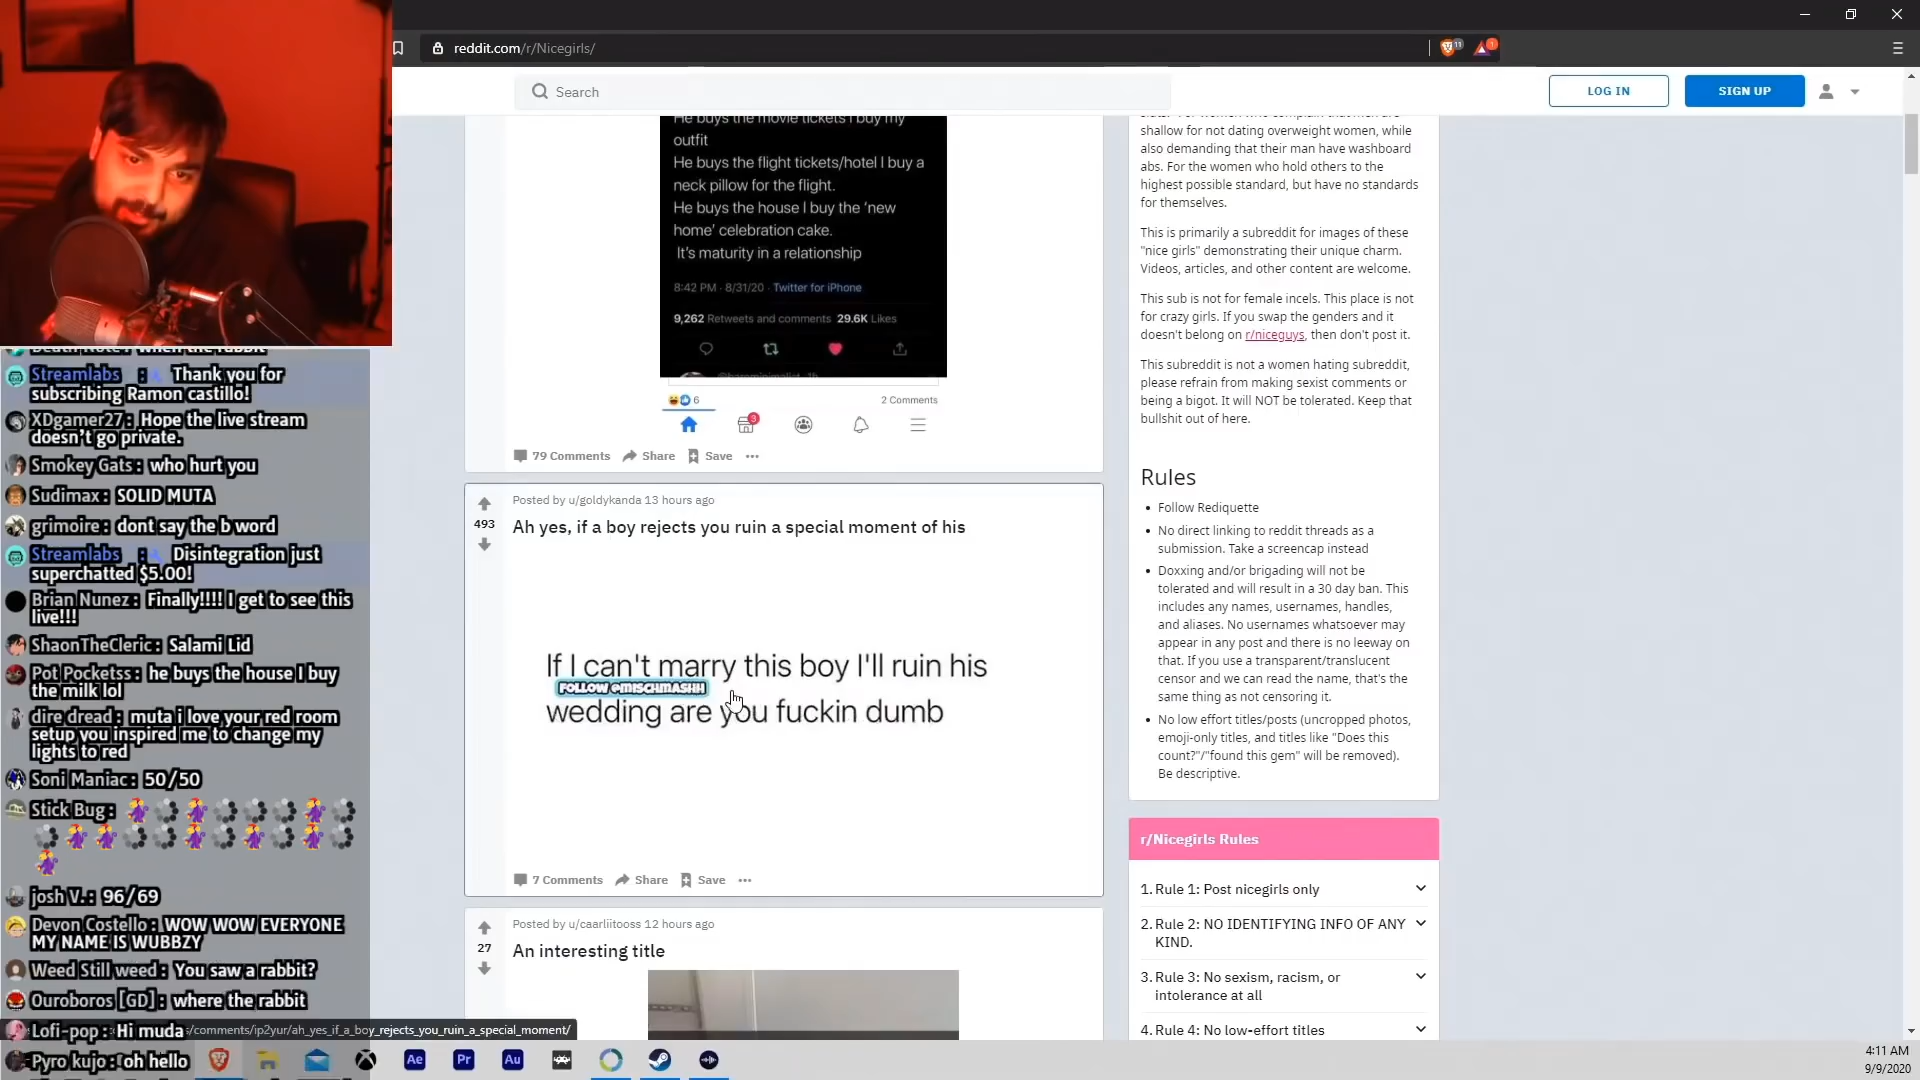 reddit.com/r/Nicegirls/
Search
LOG IN
SIGN UP
He buys the movie tickets I buy my
outfit
He buys the flight tickets/hotel I buy a
neck pillow for the flight.
He buys the house I buy the 'new
home' celebration cake.
It's maturity in a relationship
8:42 PM · 8/31/20 · Twitter for iPhone
9,262 Retweets and comments 29.6K Likes
6
2 Comments
3
79 Comments Share Save
493
Posted by u/goldykanda 13 hours ago
Ah yes, if a boy rejects you ruin a special moment of his
If I can't marry this boy I'll ruin his
FOLLOW @MISCHMASHH
wedding are you fuckin dumb
7 Comments Share Save
27
Posted by u/caarliitooss 12 hours ago
An interesting title
shallow for not dating overweight women, while
also demanding that their man have washboard
abs. For the women who hold others to the
highest possible standard, but have no standards
for themselves.
This is primarily a subreddit for images of these
"nice girls" demonstrating their unique charm.
Videos, articles, and other content are welcome.
This sub is not for female incels. This place is not
for crazy girls. If you swap the genders and it
doesn't belong on r/niceguys, then don't post it.
This subreddit is not a women hating subreddit,
please refrain from making sexist comments or
being a bigot. It will NOT be tolerated. Keep that
bullshit out of here.
Rules
Follow Rediquette
No direct linking to reddit threads as a
submission. Take a screencap instead
Doxxing and/or brigading will not be
tolerated and will result in a 30 day ban. This
includes any names, usernames, handles,
and aliases. No usernames whatsoever may
appear in any post and there is no leeway on
that. If you use a transparent/translucent
censor and we can read the name, that's the
same thing as not censoring it.
No low effort titles/posts (uncropped photos,
emoji-only titles, and titles like "Does this
count?"/"found this gem" will be removed).
Be descriptive.
r/Nicegirls Rules
1. Rule 1: Post nicegirls only
2. Rule 2: NO IDENTIFYING INFO OF ANY
KIND.
3. Rule 3: No sexism, racism, or
intolerance at all
4. Rule 4: No low-effort titles
Death Note: when the rabbit
Streamlabs : Thank you for
subscribing Ramon castillo!
XDgamer27: Hope the live stream
doesn't go private.
Smokey Gats: who hurt you
Sudimax: SOLID MUTA
grimoire: dont say the b word
Streamlabs : Disintegration just
superchatted $5.00!
Brian Nunez: Finally!!!! I get to see this
live!!!
ShaonTheCleric: Salami Lid
Pot Pocketss: he buys the house I buy
the milk lol
dire dread: muta i love your red room
setup you inspired me to change my
lights to red
Soni Maniac: 50/50
Stick Bug:
josh V.: 96/69
Devon Costello: WOW WOW EVERYONE
MY NAME IS WUBBZY
Weed Still weed: You saw a rabbit?
Ouroboros [GD]: where the rabbit
Lofi-pop: Hi muda
/comments/ip2yur/ah_yes_if_a_boy_rejects_you_ruin_a_special_moment/
Pyro kujo: oh hello
Ae Pr Au
4:11 AM
9/9/2020